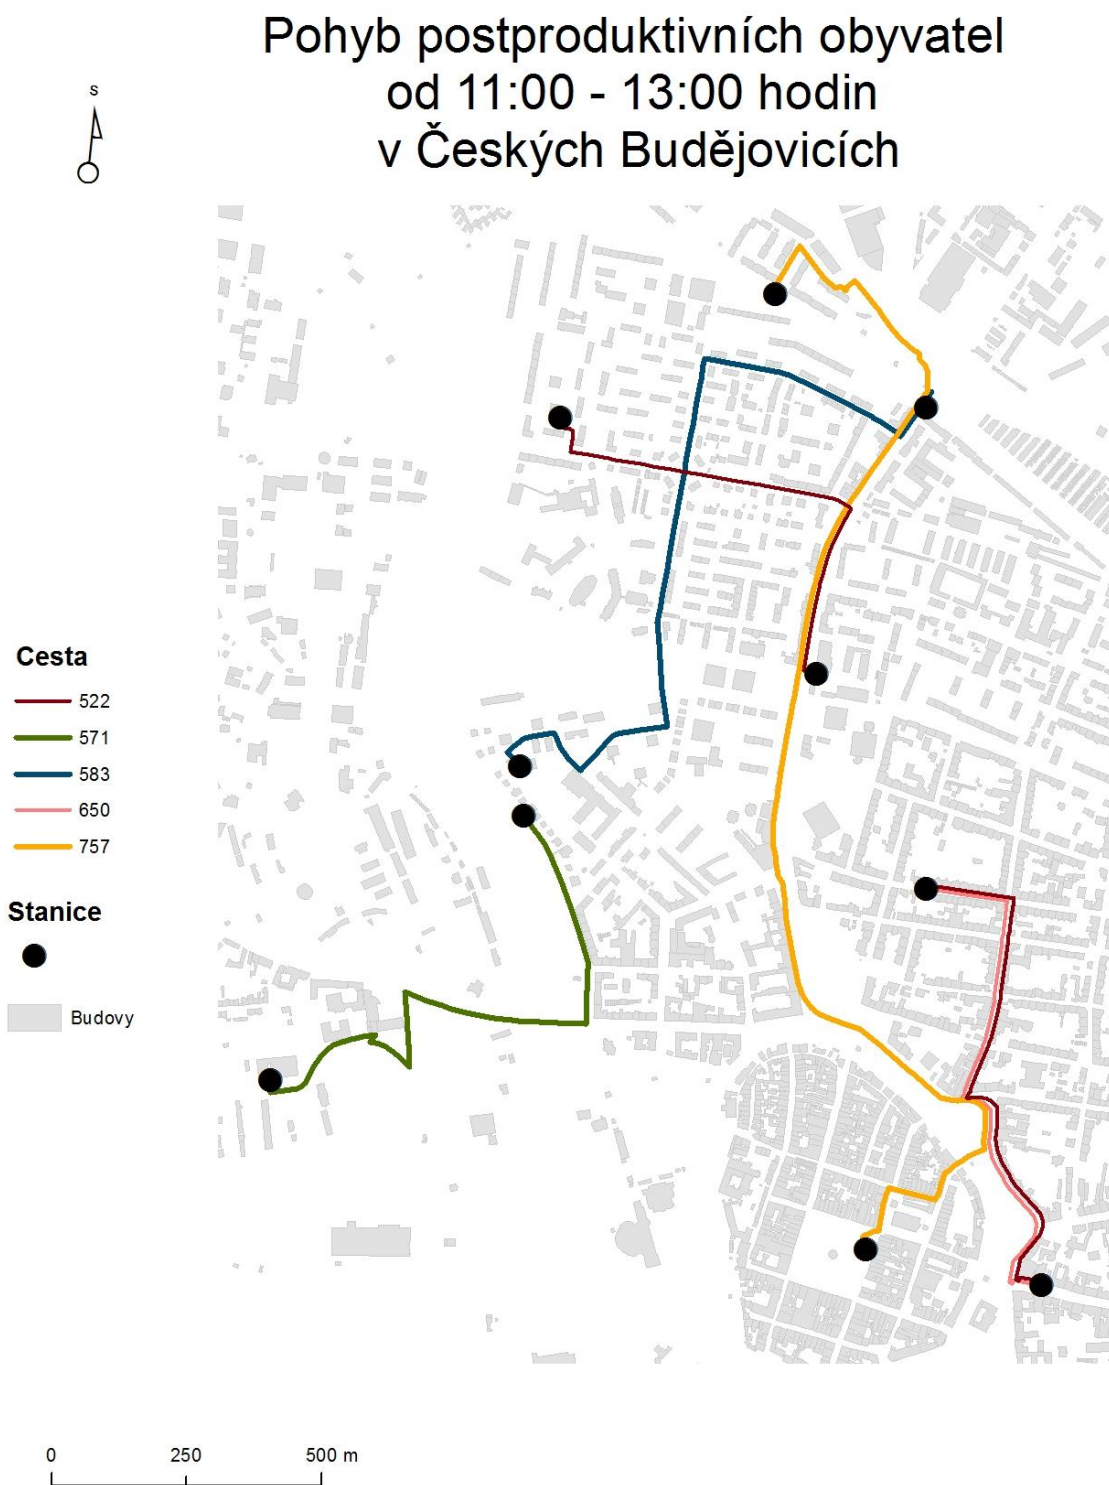 Pohyb postproduktivních obyvatel
od 11:00 - 13:00 hodin
v Českých Budějovicích
s
Cesta
522
571
583
650
757
Stanice
Budovy
0 250 500 m